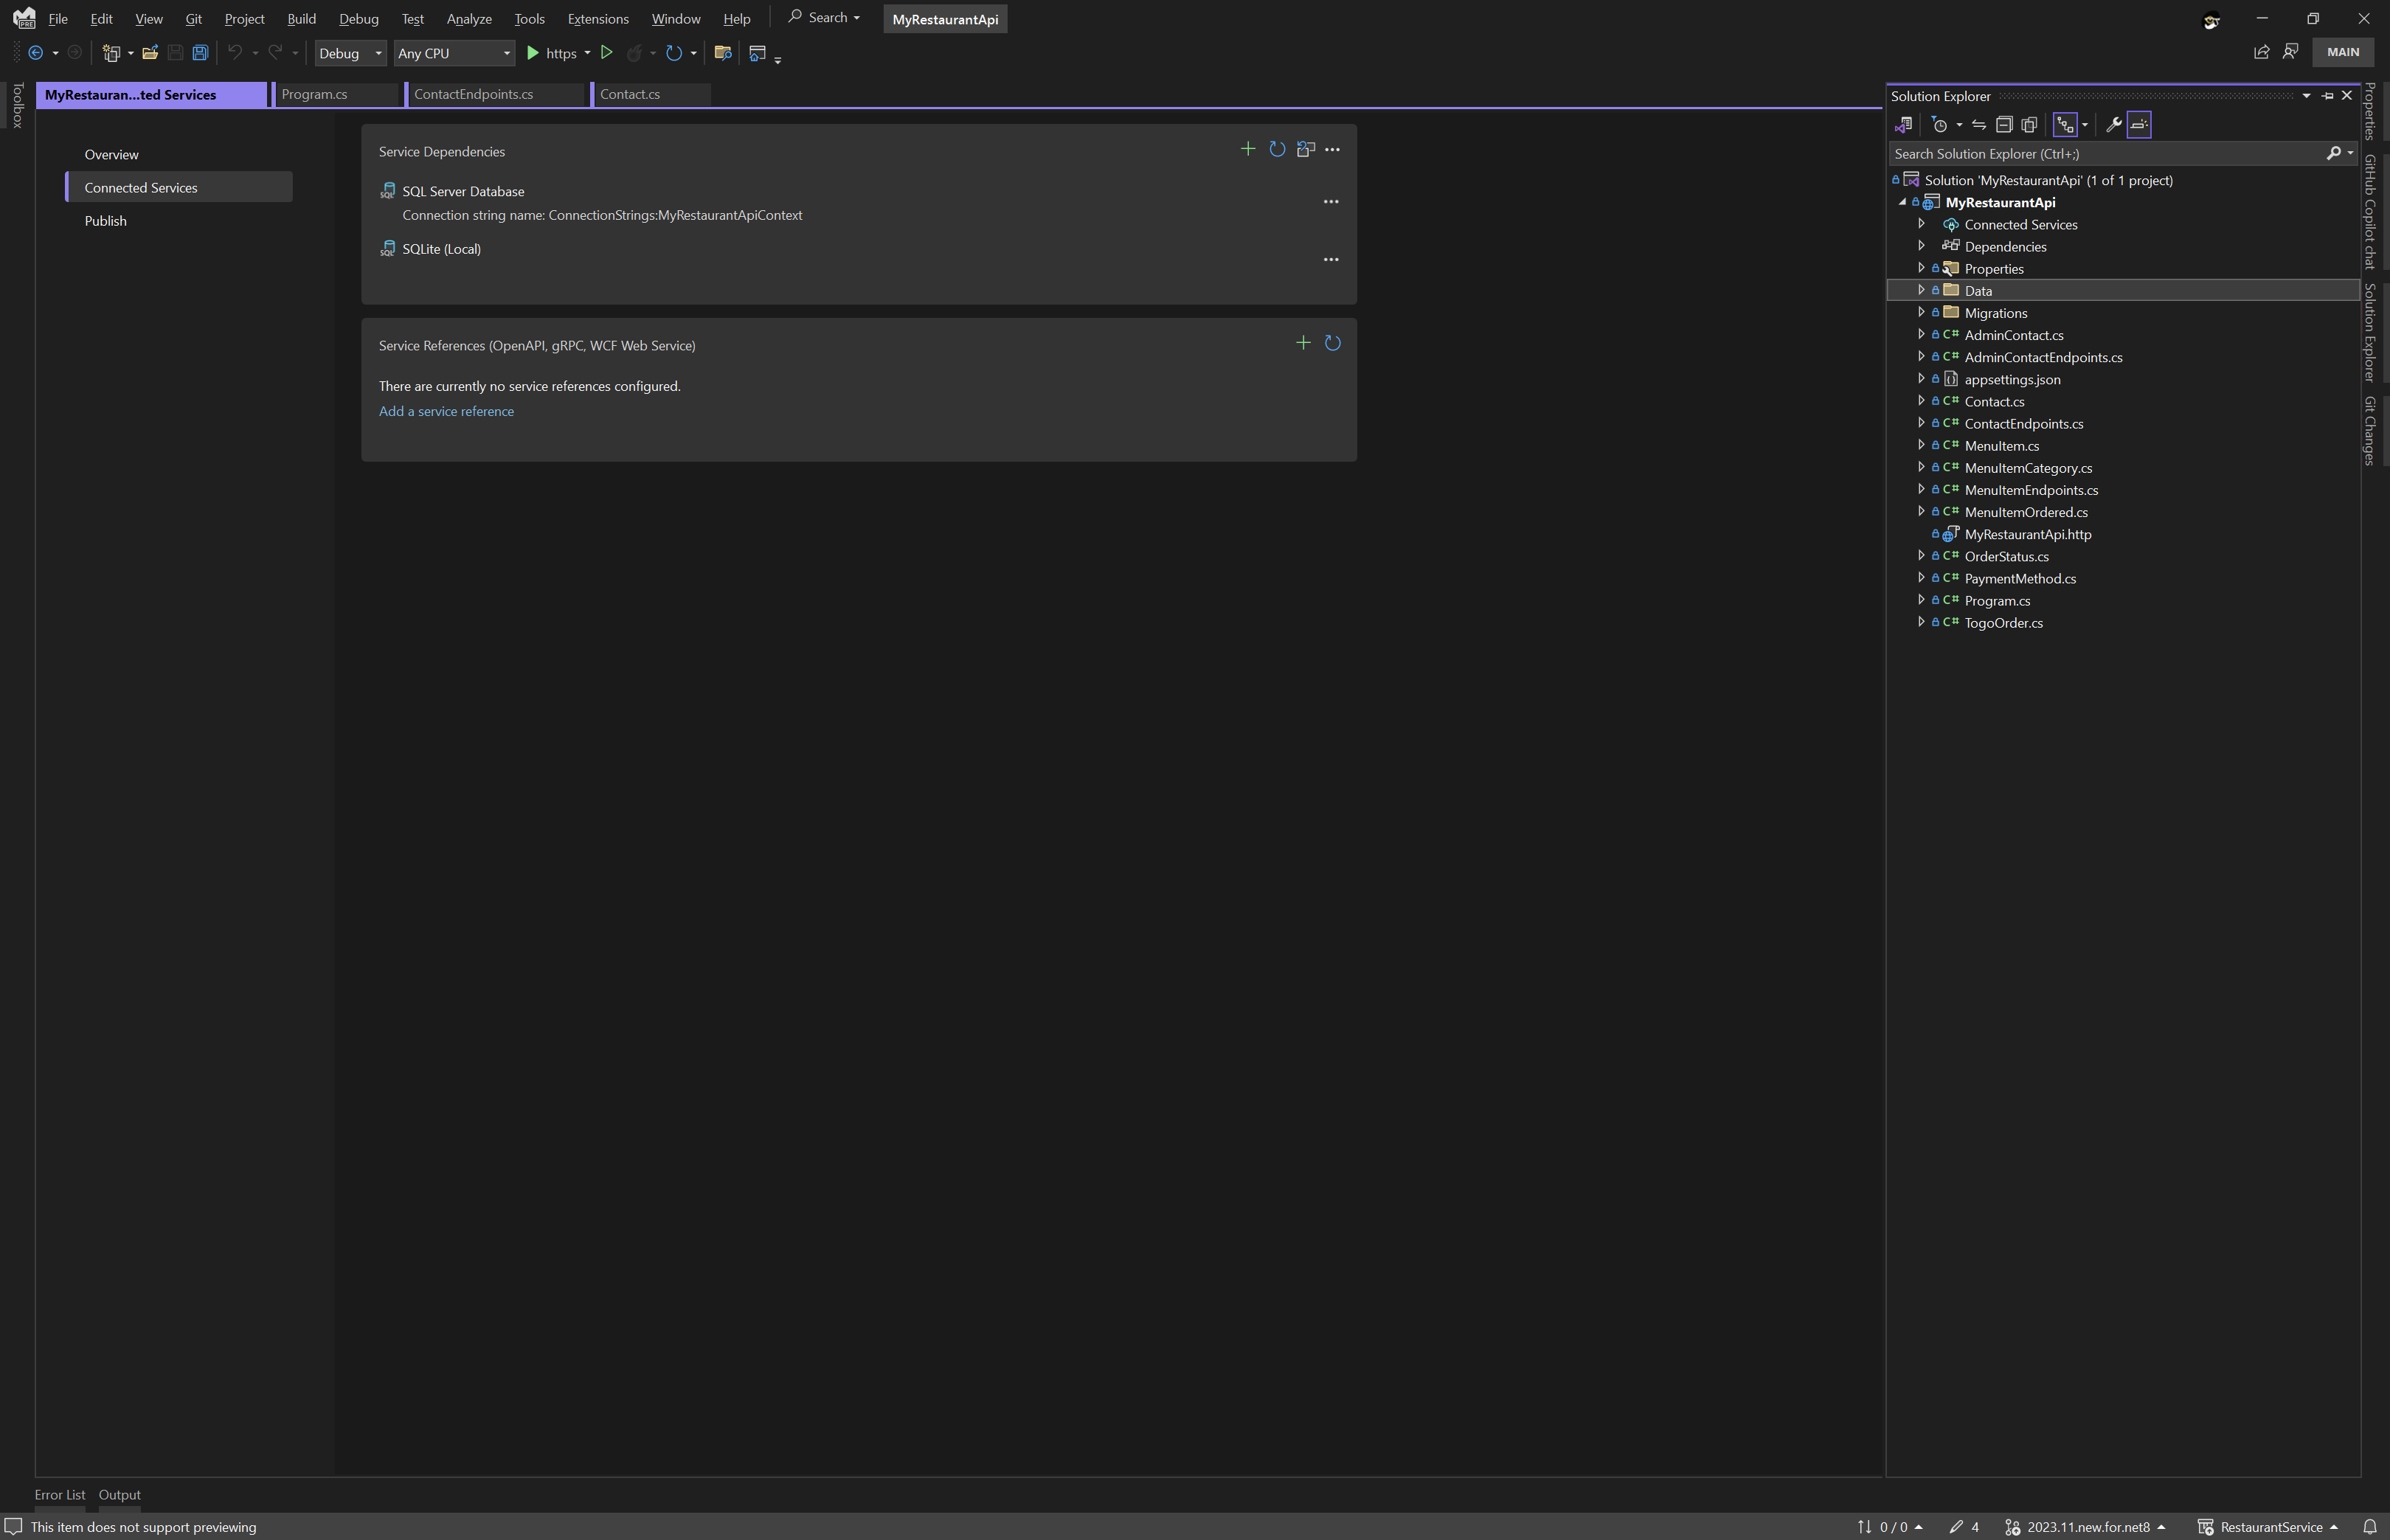 File Edit View Git Project Build Debug Test Analyze Tools Extensions Window Help Search MyRestaurantApi
Debug Any CPU https MAIN
Toolbox
MyRestauran...ted Services Program.cs ContactEndpoints.cs Contact.cs
Overview
Connected Services
Publish
Service Dependencies
SQL Server Database
Connection string name: ConnectionStrings:MyRestaurantApiContext
SQLite (Local)
Service References (OpenAPI, gRPC, WCF Web Service)
There are currently no service references configured.
Add a service reference
Solution Explorer
Search Solution Explorer (Ctrl+;)
Solution 'MyRestaurantApi' (1 of 1 project)
MyRestaurantApi
Connected Services
Dependencies
Properties
Data
Migrations
C# AdminContact.cs
C# AdminContactEndpoints.cs
appsettings.json
C# Contact.cs
C# ContactEndpoints.cs
C# MenuItem.cs
C# MenuItemCategory.cs
C# MenuItemEndpoints.cs
C# MenuItemOrdered.cs
MyRestaurantApi.http
C# OrderStatus.cs
C# PaymentMethod.cs
C# Program.cs
C# TogoOrder.cs
Properties
GitHub Copilot chat
Solution Explorer
Git Changes
Error List Output
This item does not support previewing 0 / 0 4 2023.11.new.for.net8 RestaurantService